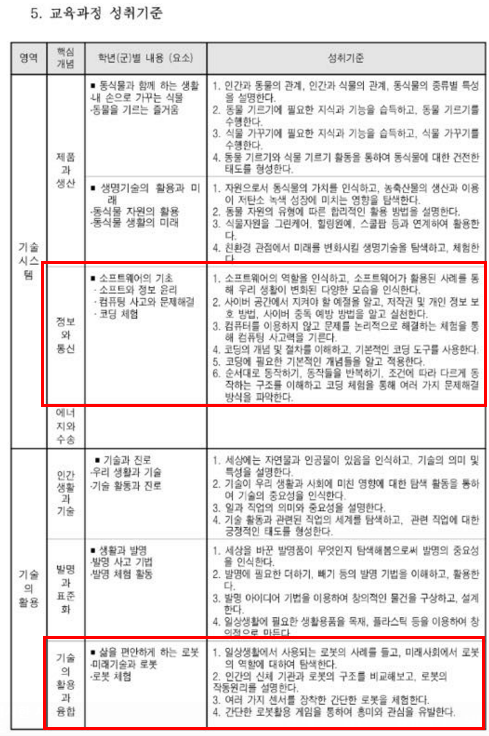 5. 교육과정 성취기준
영역
핵심
개념
학년(군)별 내용 (요소)
성취기준
기술
시스
템
제품
과
생산
■ 동식물과 함께 하는 생활
-내 손으로 가꾸는 식물
-동물을 기르는 즐거움
1. 인간과 동물의 관계, 인간과 식물의 관계, 동식물의 종류별 특성
을 설명한다.
2. 동물 기르기에 필요한 지식과 기능을 습득하고, 동물 기르기를
수행한다.
3. 식물 가꾸기에 필요한 지식과 기능을 습득하고, 식물 가꾸기를
수행한다.
4. 동물 기르기와 식물 기르기 활동을 통하여 동식물에 대한 건전한
태도를 형성한다.
■ 생명기술의 활용과 미
래
-동식물 자원의 활용
-동식물 생활의 미래
1. 자원으로서 동식물의 가치를 인식하고, 농축산물의 생산과 이용
이 저탄소 녹색 성장에 미치는 영향을 탐색한다.
2. 동물 자원의 유형에 따른 합리적인 활용 방법을 설명한다.
3. 식물자원을 그린케어, 힐링원예, 스쿨팜 등과 연계하여 활용한
다.
4. 친환경 관점에서 미래를 변화시킬 생명기술을 탐색하고, 체험한
다.
정보
와
통신
■ 소프트웨어의 기초
· 소프트와 정보 윤리
· 컴퓨팅 사고와 문제해결
· 코딩 체험
1. 소프트웨어의 역할을 인식하고, 소프트웨어가 활용된 사례를 통
해 우리 생활이 변화된 다양한 모습을 인식한다.
2. 사이버 공간에서 지켜야 할 예절을 알고, 저작권 및 개인 정보 보
호 방법, 사이버 중독 예방 방법을 알고 실천한다.
3. 컴퓨터를 이용하지 않고 문제를 논리적으로 해결하는 체험을 통
해 컴퓨팅 사고력을 기른다.
4. 코딩의 개념 및 절차를 이해하고, 기본적인 코딩 도구를 사용한다.
5. 코딩에 필요한 기본적인 개념들을 알고 적용한다.
6. 순서대로 동작하기, 동작들을 반복하기, 조건에 따라 다르게 동
작하는 구조를 이해하고 코딩 체험을 통해 여러 가지 문제해결
방식을 파악한다.
에너
지와
수송
기술
의
활용
인간
생활
과
기술
■ 기술과 진로
-우리 생활과 기술
-기술 활동과 진로
1. 세상에는 자연물과 인공물이 있음을 인식하고, 기술의 의미 및
특성을 설명한다.
2. 기술이 우리 생활과 사회에 미친 영향에 대한 탐색 활동을 통하
여 기술의 중요성을 인식한다.
3. 일과 직업의 의미와 중요성을 설명한다.
4. 기술 활동과 관련된 직업의 세계를 탐색하고, 관련 직업에 대한
긍정적인 태도를 형성한다.
발명
과
표준
화
■ 생활과 발명
-발명 사고 기법
-발명 체험 활동
1. 세상을 바꾼 발명품이 무엇인지 탐색해봄으로써 발명의 중요성
을 인식한다.
2. 발명에 필요한 더하기, 빼기 등의 발명 기법을 이해하고, 활용한
다.
3. 발명 아이디어 기법을 이용하여 창의적인 물건을 구상하고, 설계
한다.
4. 일상생활에 필요한 생활용품을 목재, 플라스틱 등을 이용하여 창
의적으로 만든다.
기술
의
활용
과
융합
■ 삶을 편안하게 하는 로봇
-미래기술과 로봇
-로봇 체험
1. 일상생활에서 사용되는 로봇의 사례를 들고, 미래사회에서 로봇
의 역할에 대하여 탐색한다.
2. 인간의 신체 기관과 로봇의 구조를 비교해보고, 로봇의
작동원리를 설명한다.
3. 여러 가지 센서를 장착한 간단한 로봇을 체험한다.
4. 간단한 로봇활용 게임을 통하여 흥미와 관심을 유발한다.